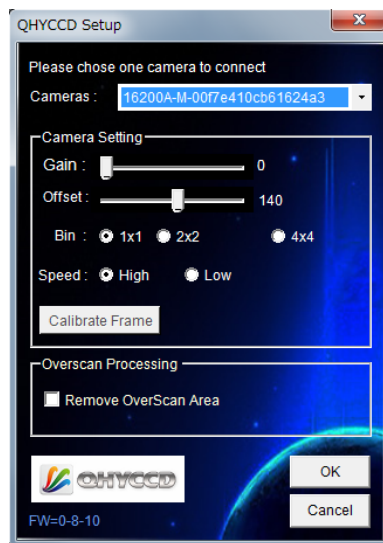 QHYCCD Setup
Please chose one camera to connect
Cameras : 16200A-M-00f7e410cb61624a3
Camera Setting
Gain : 0
Offset : 140
Bin : 1x1 2x2 4x4
Speed : High Low
Calibrate Frame
Overscan Processing
Remove OverScan Area
QHYCCD
OK
FW=0-8-10
Cancel